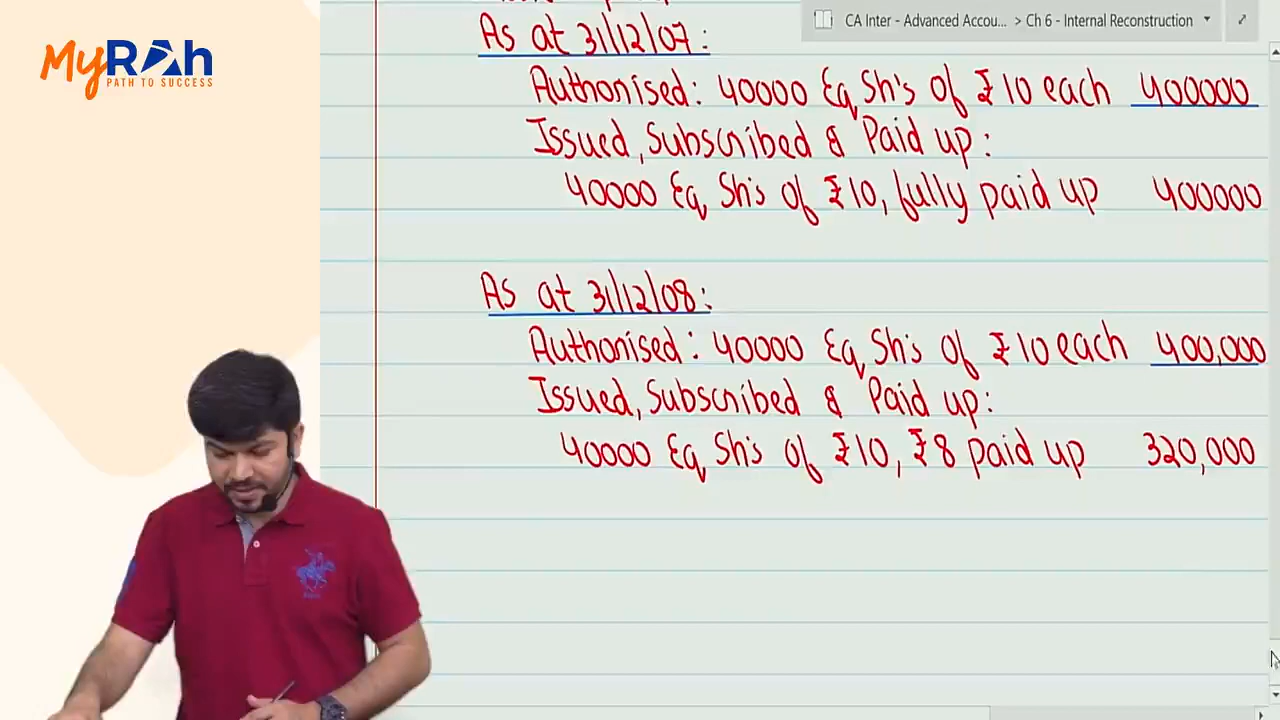 MyRAh
PATH TO SUCCESS
CA Inter - Advanced Accou... > Ch 6 - Internal Reconstruction
As at 31/12/07:
Authorised: 40000 Eq Sh's of ₹10 each 400000
Issued, Subscribed & Paid up:
40000 Eq Sh's of ₹10, fully paid up 400000
As at 31/12/08:
Authorised: 40000 Eq Sh's of ₹10 each 400,000
Issued, Subscribed & Paid up:
40000 Eq Sh's of ₹10, ₹8 paid up 320,000